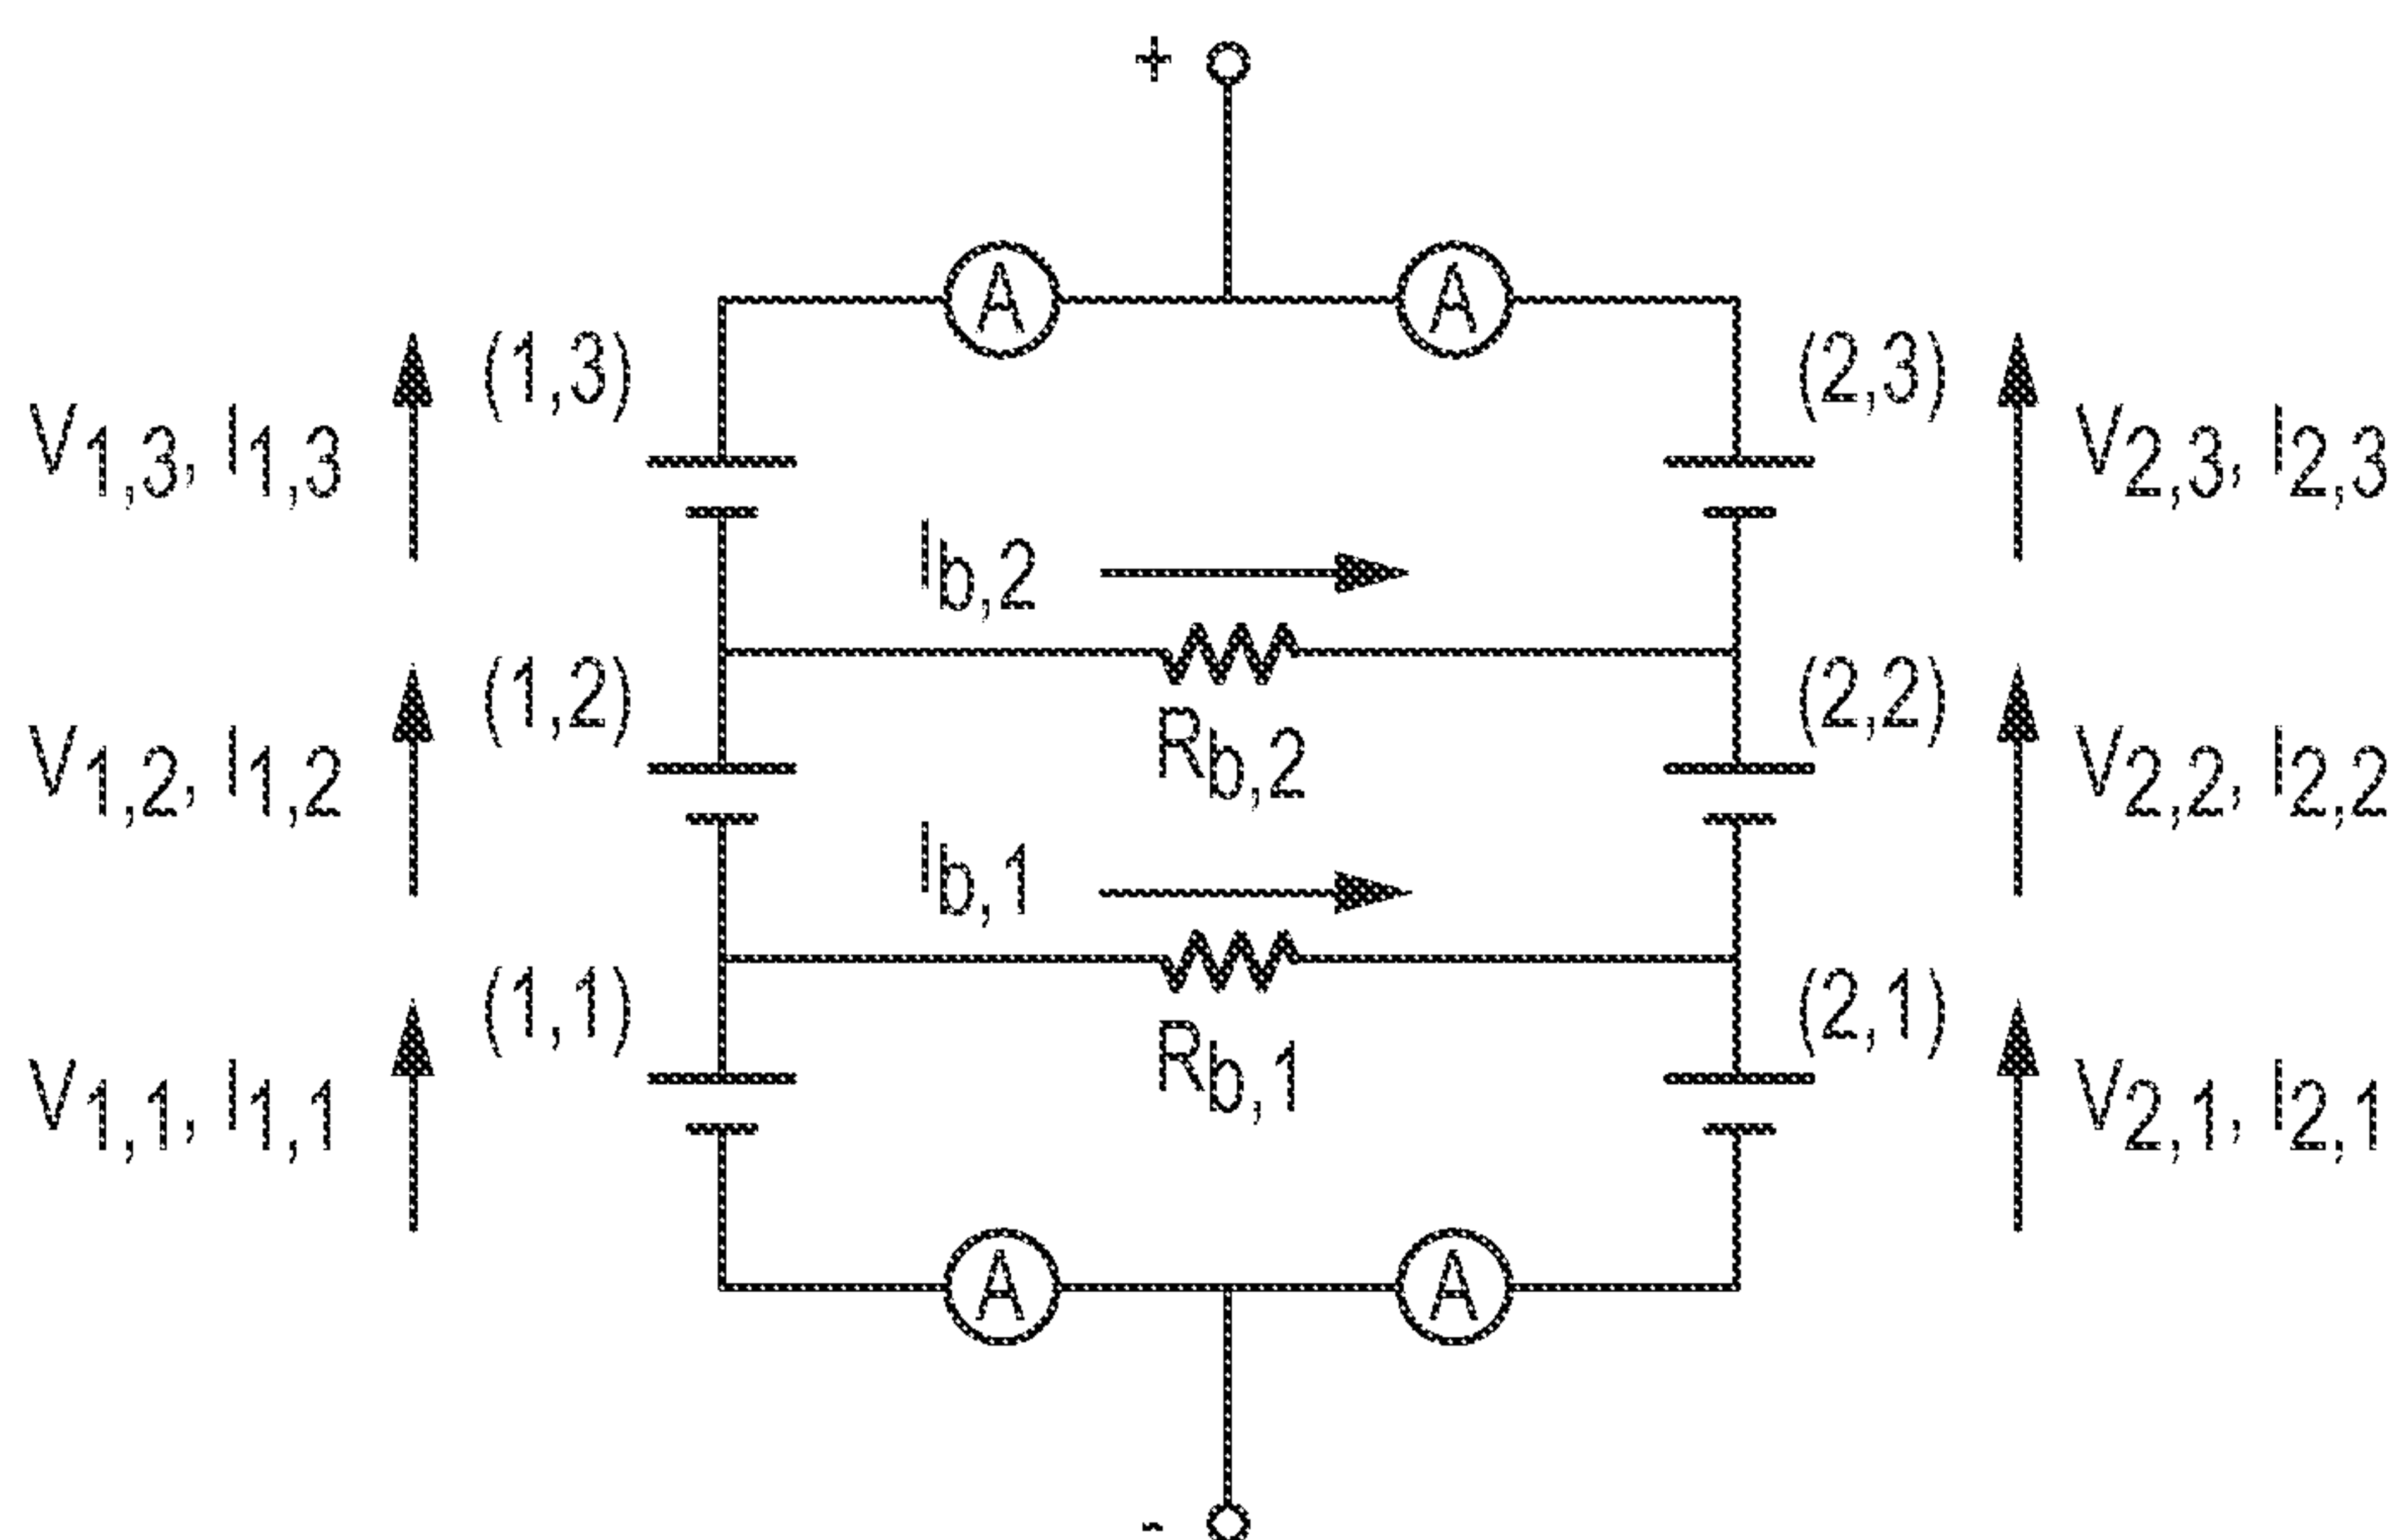 +
A A
(1,3) (2,3)
V1,3, I1,3 V2,3, I2,3
Ib,2
(1,2) (2,2)
Rb,2
V1,2, I1,2 V2,2, I2,2
Ib,1
(1,1) (2,1)
Rb,1
V1,1, I1,1 V2,1, I2,1
A A
-